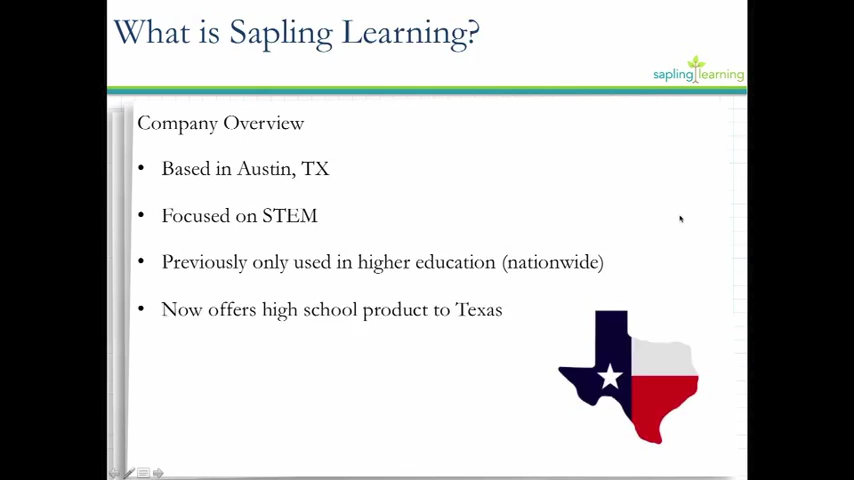 What is Sapling Learning?
sapling learning
Company Overview
• Based in Austin, TX
• Focused on STEM
• Previously only used in higher education (nationwide)
• Now offers high school product to Texas